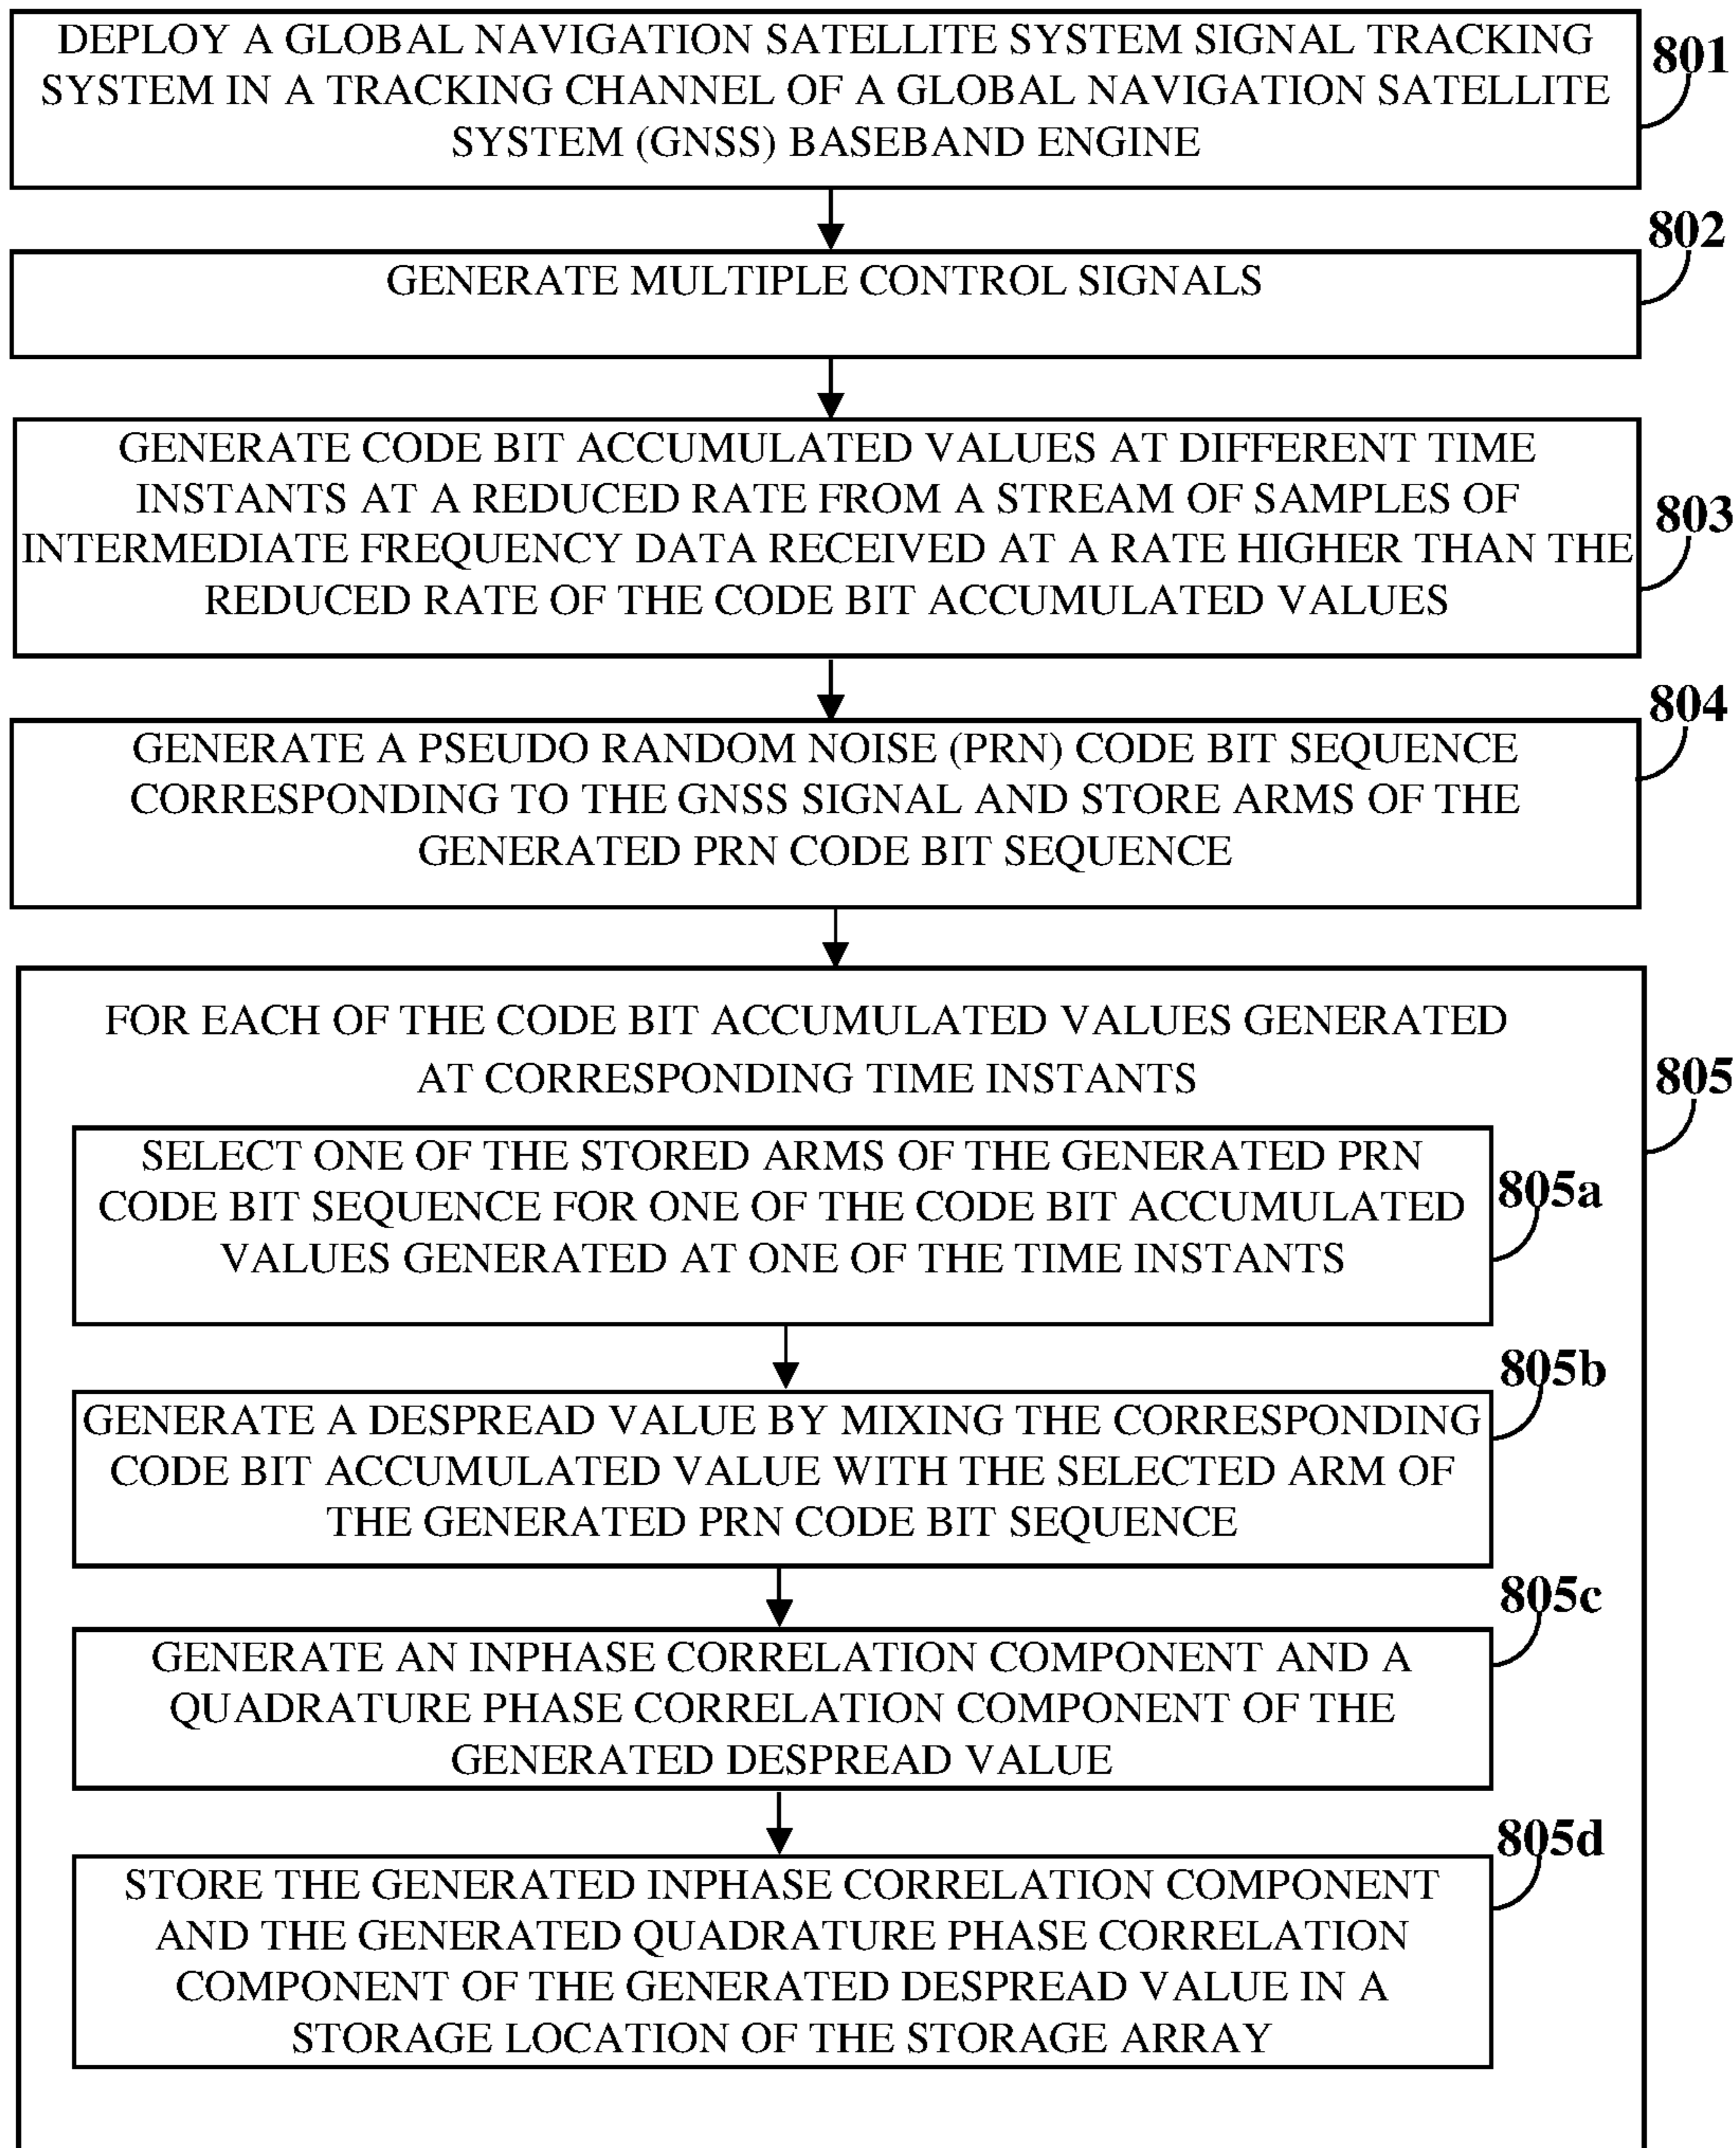 DEPLOY A GLOBAL NAVIGATION SATELLITE SYSTEM SIGNAL TRACKING
SYSTEM IN A TRACKING CHANNEL OF A GLOBAL NAVIGATION SATELLITE
SYSTEM (GNSS) BASEBAND ENGINE
801
802
GENERATE MULTIPLE CONTROL SIGNALS
GENERATE CODE BIT ACCUMULATED VALUES AT DIFFERENT TIME
INSTANTS AT A REDUCED RATE FROM A STREAM OF SAMPLES OF
INTERMEDIATE FREQUENCY DATA RECEIVED AT A RATE HIGHER THAN THE
REDUCED RATE OF THE CODE BIT ACCUMULATED VALUES
803
804
GENERATE A PSEUDO RANDOM NOISE (PRN) CODE BIT SEQUENCE
CORRESPONDING TO THE GNSS SIGNAL AND STORE ARMS OF THE
GENERATED PRN CODE BIT SEQUENCE
FOR EACH OF THE CODE BIT ACCUMULATED VALUES GENERATED
AT CORRESPONDING TIME INSTANTS
805
SELECT ONE OF THE STORED ARMS OF THE GENERATED PRN
CODE BIT SEQUENCE FOR ONE OF THE CODE BIT ACCUMULATED
VALUES GENERATED AT ONE OF THE TIME INSTANTS
805a
805b
GENERATE A DESPREAD VALUE BY MIXING THE CORRESPONDING
CODE BIT ACCUMULATED VALUE WITH THE SELECTED ARM OF
THE GENERATED PRN CODE BIT SEQUENCE
805c
GENERATE AN INPHASE CORRELATION COMPONENT AND A
QUADRATURE PHASE CORRELATION COMPONENT OF THE
GENERATED DESPREAD VALUE
805d
STORE THE GENERATED INPHASE CORRELATION COMPONENT
AND THE GENERATED QUADRATURE PHASE CORRELATION
COMPONENT OF THE GENERATED DESPREAD VALUE IN A
STORAGE LOCATION OF THE STORAGE ARRAY